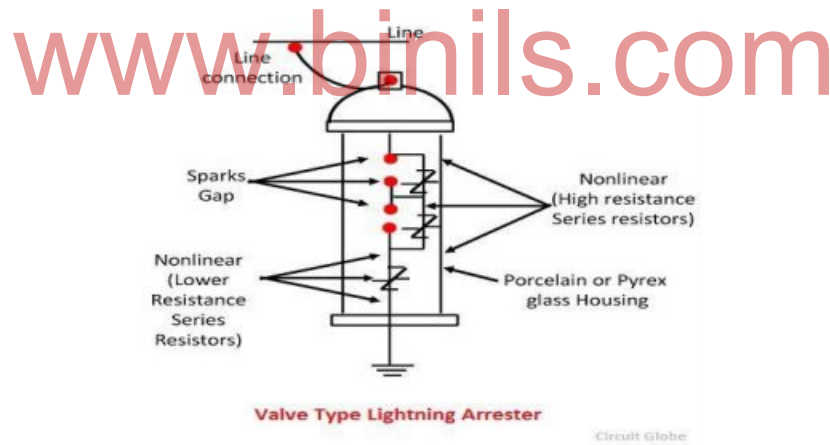 www.binils.com
Line
Line
connection
Sparks
Gap
Nonlinear
(High resistance
Series resistors)
Nonlinear
(Lower
Resistance
Series
Resistors)
Porcelain or Pyrex
glass Housing
Valve Type Lightning Arrester
Circuit Globe